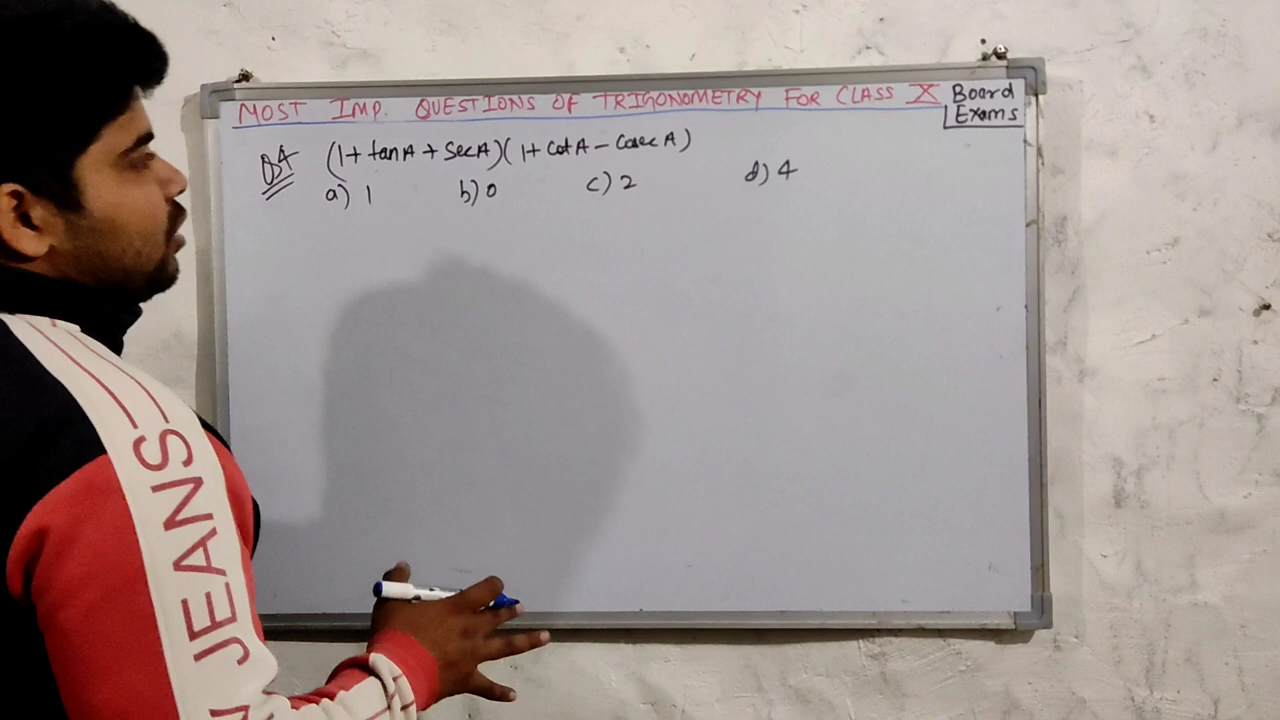 MOST IMP. QUESTIONS OF TRIGONOMETRY FOR CLASS X Board
Exams
(1+ tanA + SecA)(1+ cotA - CosecA)
a) 1 b) 0 c) 2 d) 4
JEANS